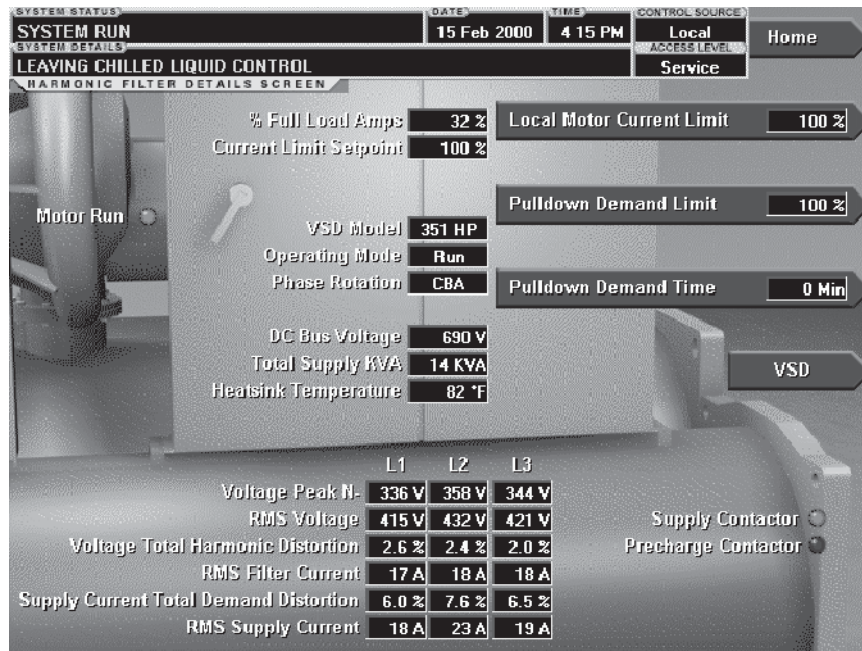 SYSTEM STATUS DATE TIME CONTROL SOURCE
SYSTEM RUN 15 Feb 2000 4 15 PM Local Home
SYSTEM DETAILS ACCESS LEVEL
LEAVING CHILLED LIQUID CONTROL Service
HARMONIC FILTER DETAILS SCREEN
% Full Load Amps 32 % Local Motor Current Limit 100 %
Current Limit Setpoint 100 %
Motor Run Pulldown Demand Limit 100 %
VSD Model 351 HP
Operating Mode Run
Phase Rotation CBA Pulldown Demand Time 0 Min
DC Bus Voltage 690 V
Total Supply KVA 14 KVA VSD
Heatsink Temperature 82 °F
L1 L2 L3
Voltage Peak N- 336 V 358 V 344 V
RMS Voltage 415 V 432 V 421 V Supply Contactor
Voltage Total Harmonic Distortion 2.6 % 2.4 % 2.0 % Precharge Contactor
RMS Filter Current 17 A 18 A 18 A
Supply Current Total Demand Distortion 6.0 % 7.6 % 6.5 %
RMS Supply Current 18 A 23 A 19 A